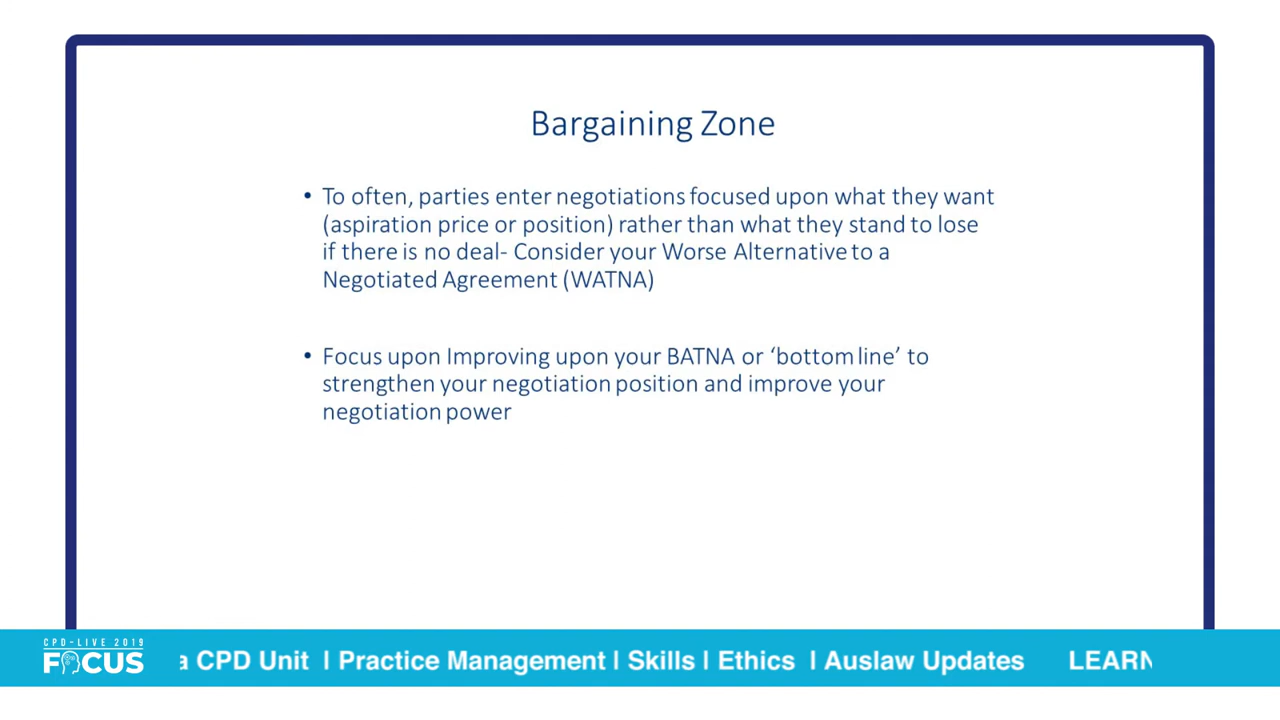 Bargaining Zone
• To often, parties enter negotiations focused upon what they want
(aspiration price or position) rather than what they stand to lose
if there is no deal- Consider your Worse Alternative to a
Negotiated Agreement (WATNA)
• Focus upon Improving upon your BATNA or ‘bottom line’ to
strengthen your negotiation position and improve your
negotiation power
CPD-LIVE 2019
FOCUS
a CPD Unit | Practice Management | Skills | Ethics | Auslaw Updates LEARN